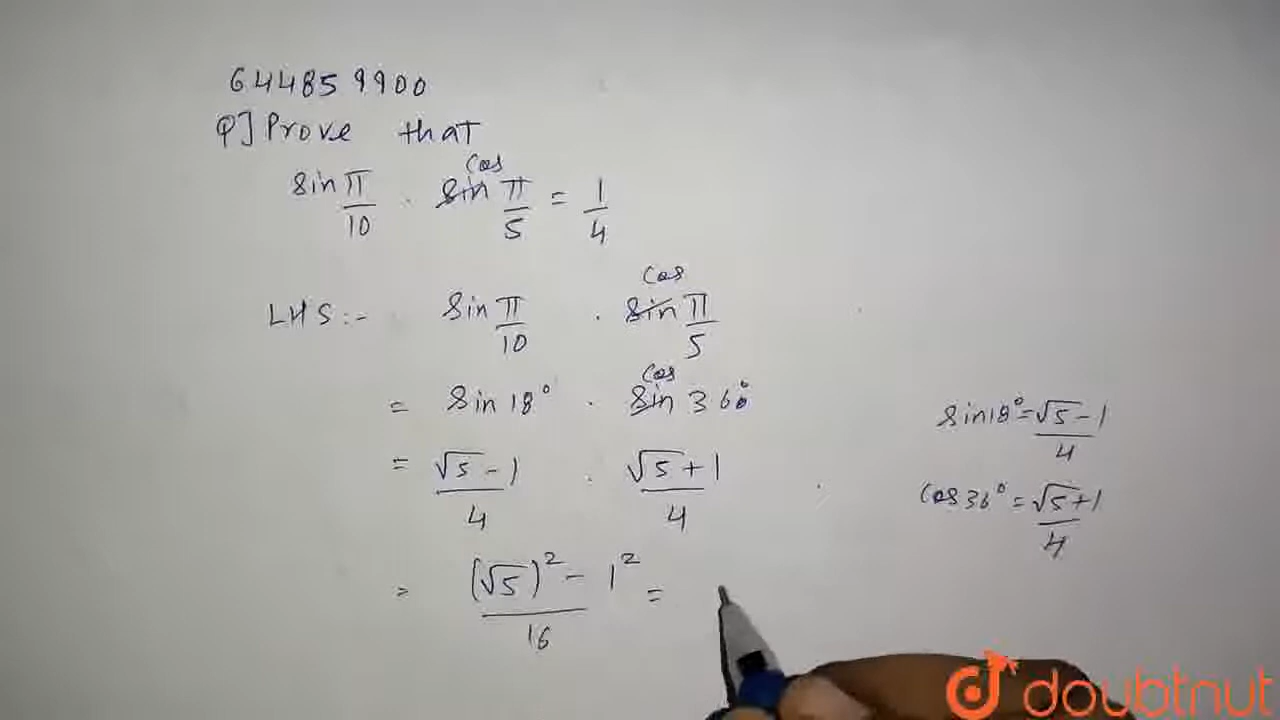 644859900
Q] Prove that
sin π/10 · sin cos π/5 = 1/4
LHS :- sin π/10 · sin cos π/5
= sin 18° · sin cos 36°
= √5 - 1/4 · √5 + 1/4
= (√5)² - 1²/16 =
sin 18° = √5 - 1/4
cos 36° = √5 + 1/4
doubtnut